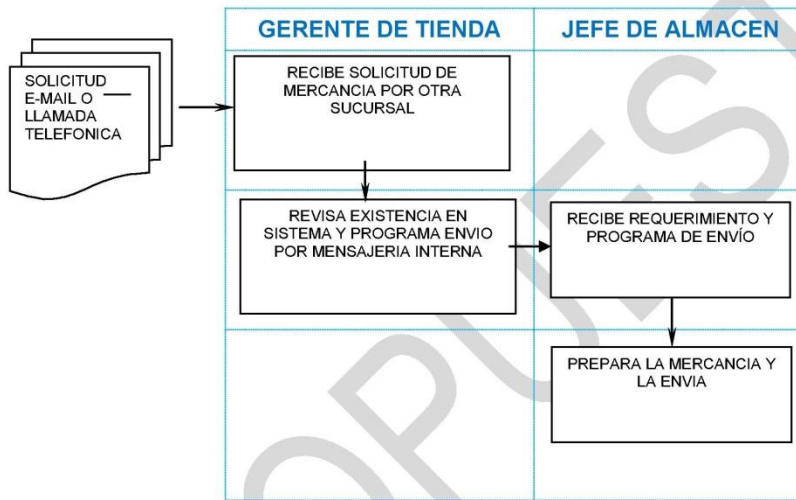 GERENTE DE TIENDA
JEFE DE ALMACEN
SOLICITUD
E-MAIL O
LLAMADA
TELEFONICA
RECIBE SOLICITUD DE
MERCANCIA POR OTRA
SUCURSAL
REVISA EXISTENCIA EN
SISTEMA Y PROGRAMA ENVIO
POR MENSAJERIA INTERNA
RECIBE REQUERIMIENTO Y
PROGRAMA DE ENVÍO
PREPARA LA MERCANCIA Y
LA ENVIA